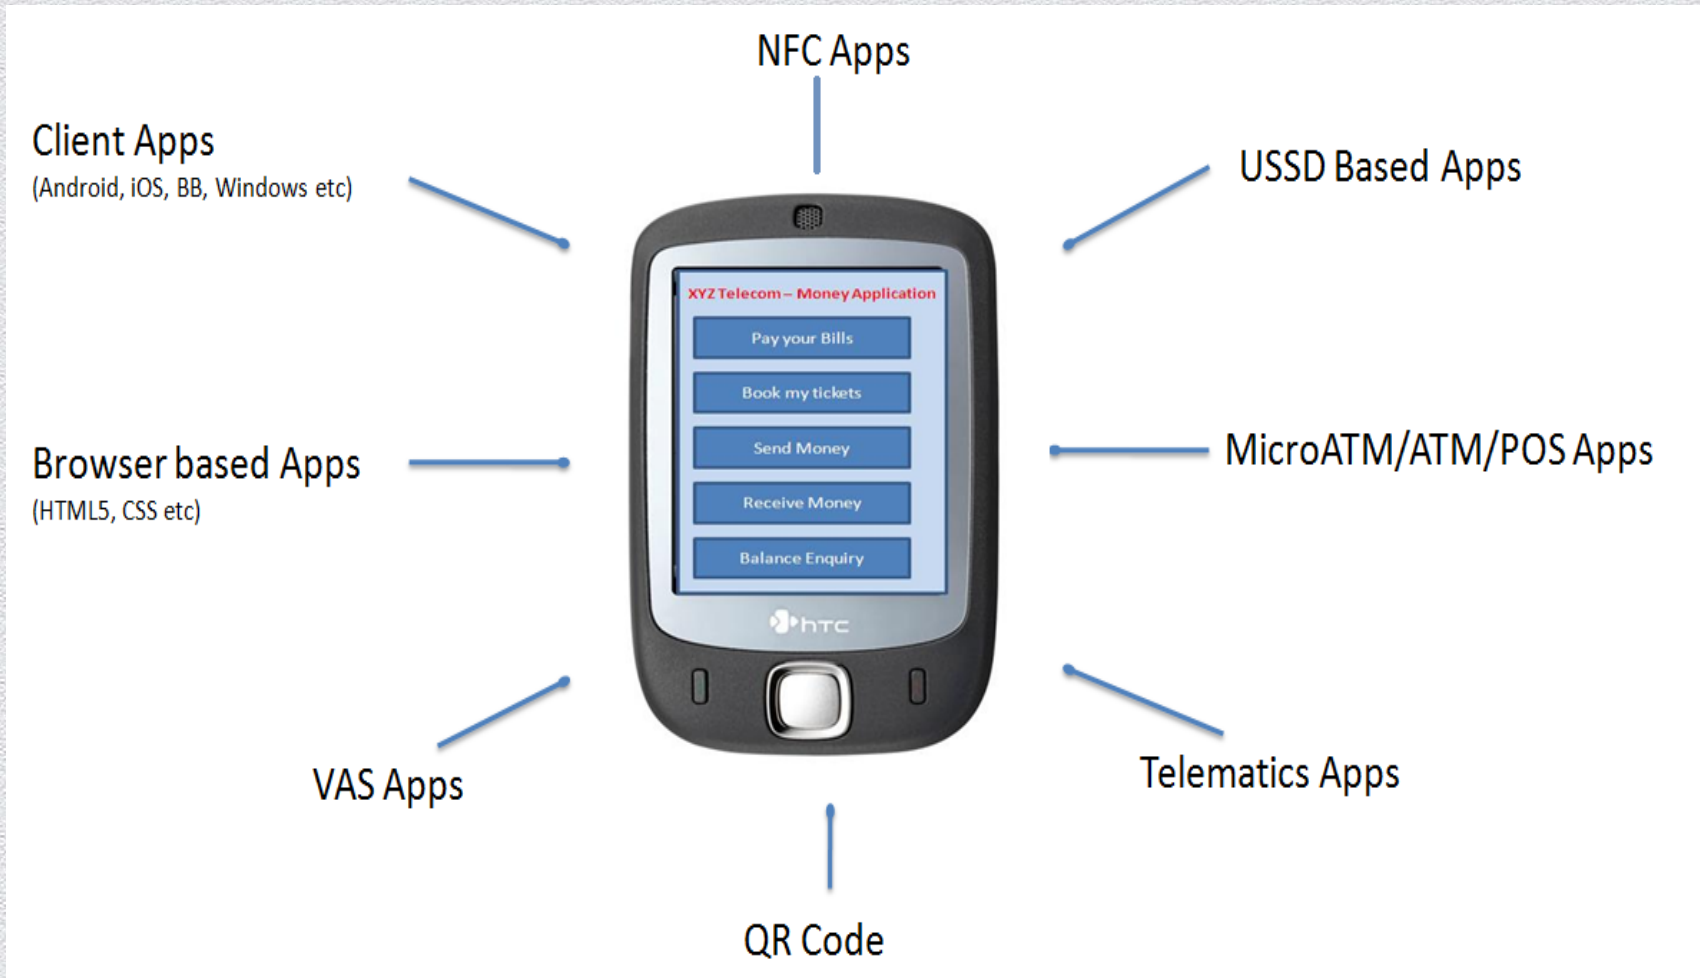 NFC Apps
Client Apps
(Android, iOS, BB, Windows etc)
USSD Based Apps
XYZ Telecom – Money Application
Pay your Bills
Book my tickets
Send Money
Receive Money
Balance Enquiry
hTC
Browser based Apps
(HTML5, CSS etc)
MicroATM/ATM/POS Apps
VAS Apps
Telematics Apps
QR Code